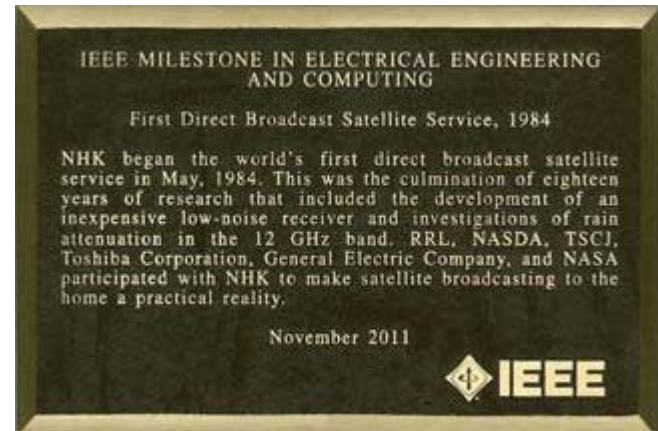 IEEE MILESTONE IN ELECTRICAL ENGINEERING
AND COMPUTING
First Direct Broadcast Satellite Service, 1984
NHK began the world's first direct broadcast satellite
service in May, 1984. This was the culmination of eighteen
years of research that included the development of an
inexpensive low-noise receiver and investigations of rain
attenuation in the 12 GHz band. RRL, NASDA, TSCJ,
Toshiba Corporation, General Electric Company, and NASA
participated with NHK to make satellite broadcasting to the
home a practical reality.
November 2011
IEEE